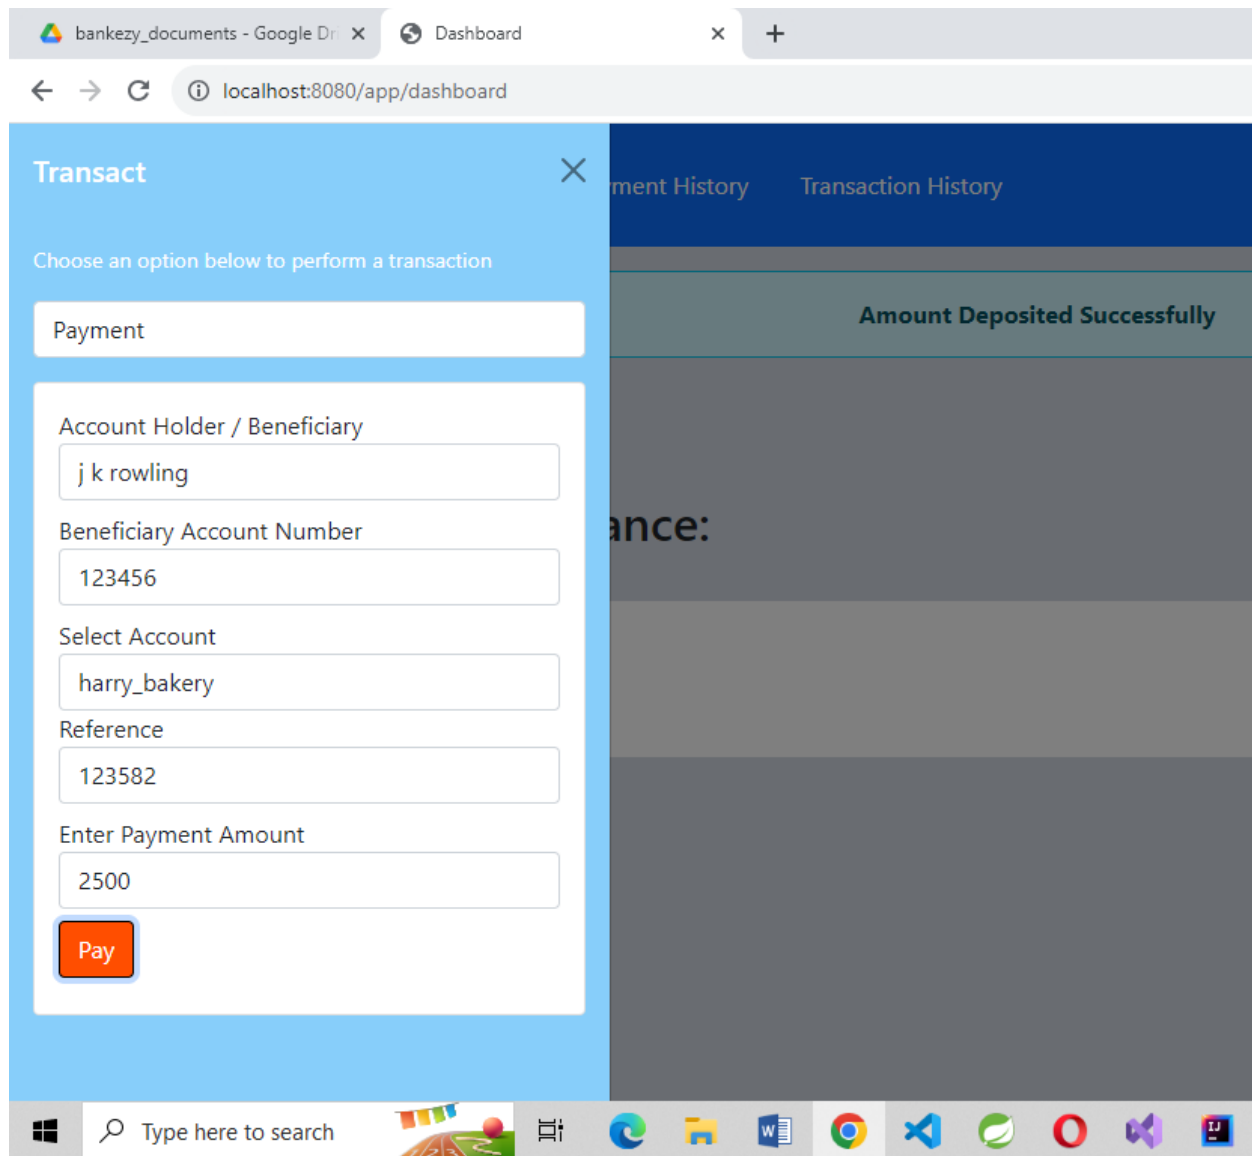 bankezy_documents - Google Dri
Dashboard
localhost:8080/app/dashboard
Transact
ment History
Transaction History
Choose an option below to perform a transaction
Amount Deposited Successfully
Payment
Account Holder / Beneficiary
j k rowling
Beneficiary Account Number
ance:
123456
Select Account
harry_bakery
Reference
123582
Enter Payment Amount
2500
Pay
Type here to search